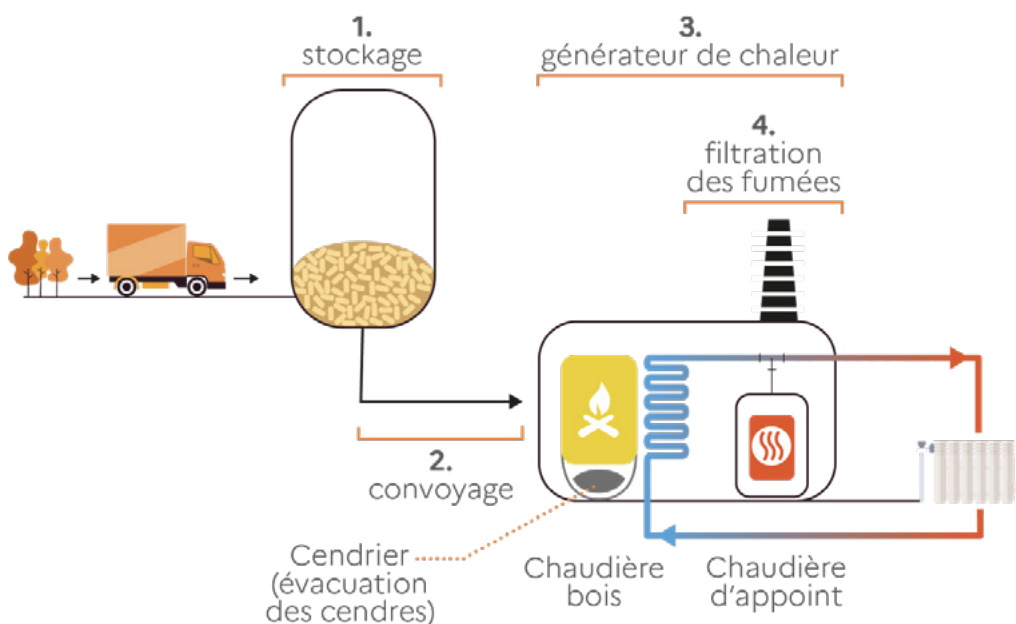 1.
stockage
3.
générateur de chaleur
4.
filtration
des fumées
2.
convoyage
Cendrier
(évacuation
des cendres)
Chaudière
bois
Chaudière
d'appoint